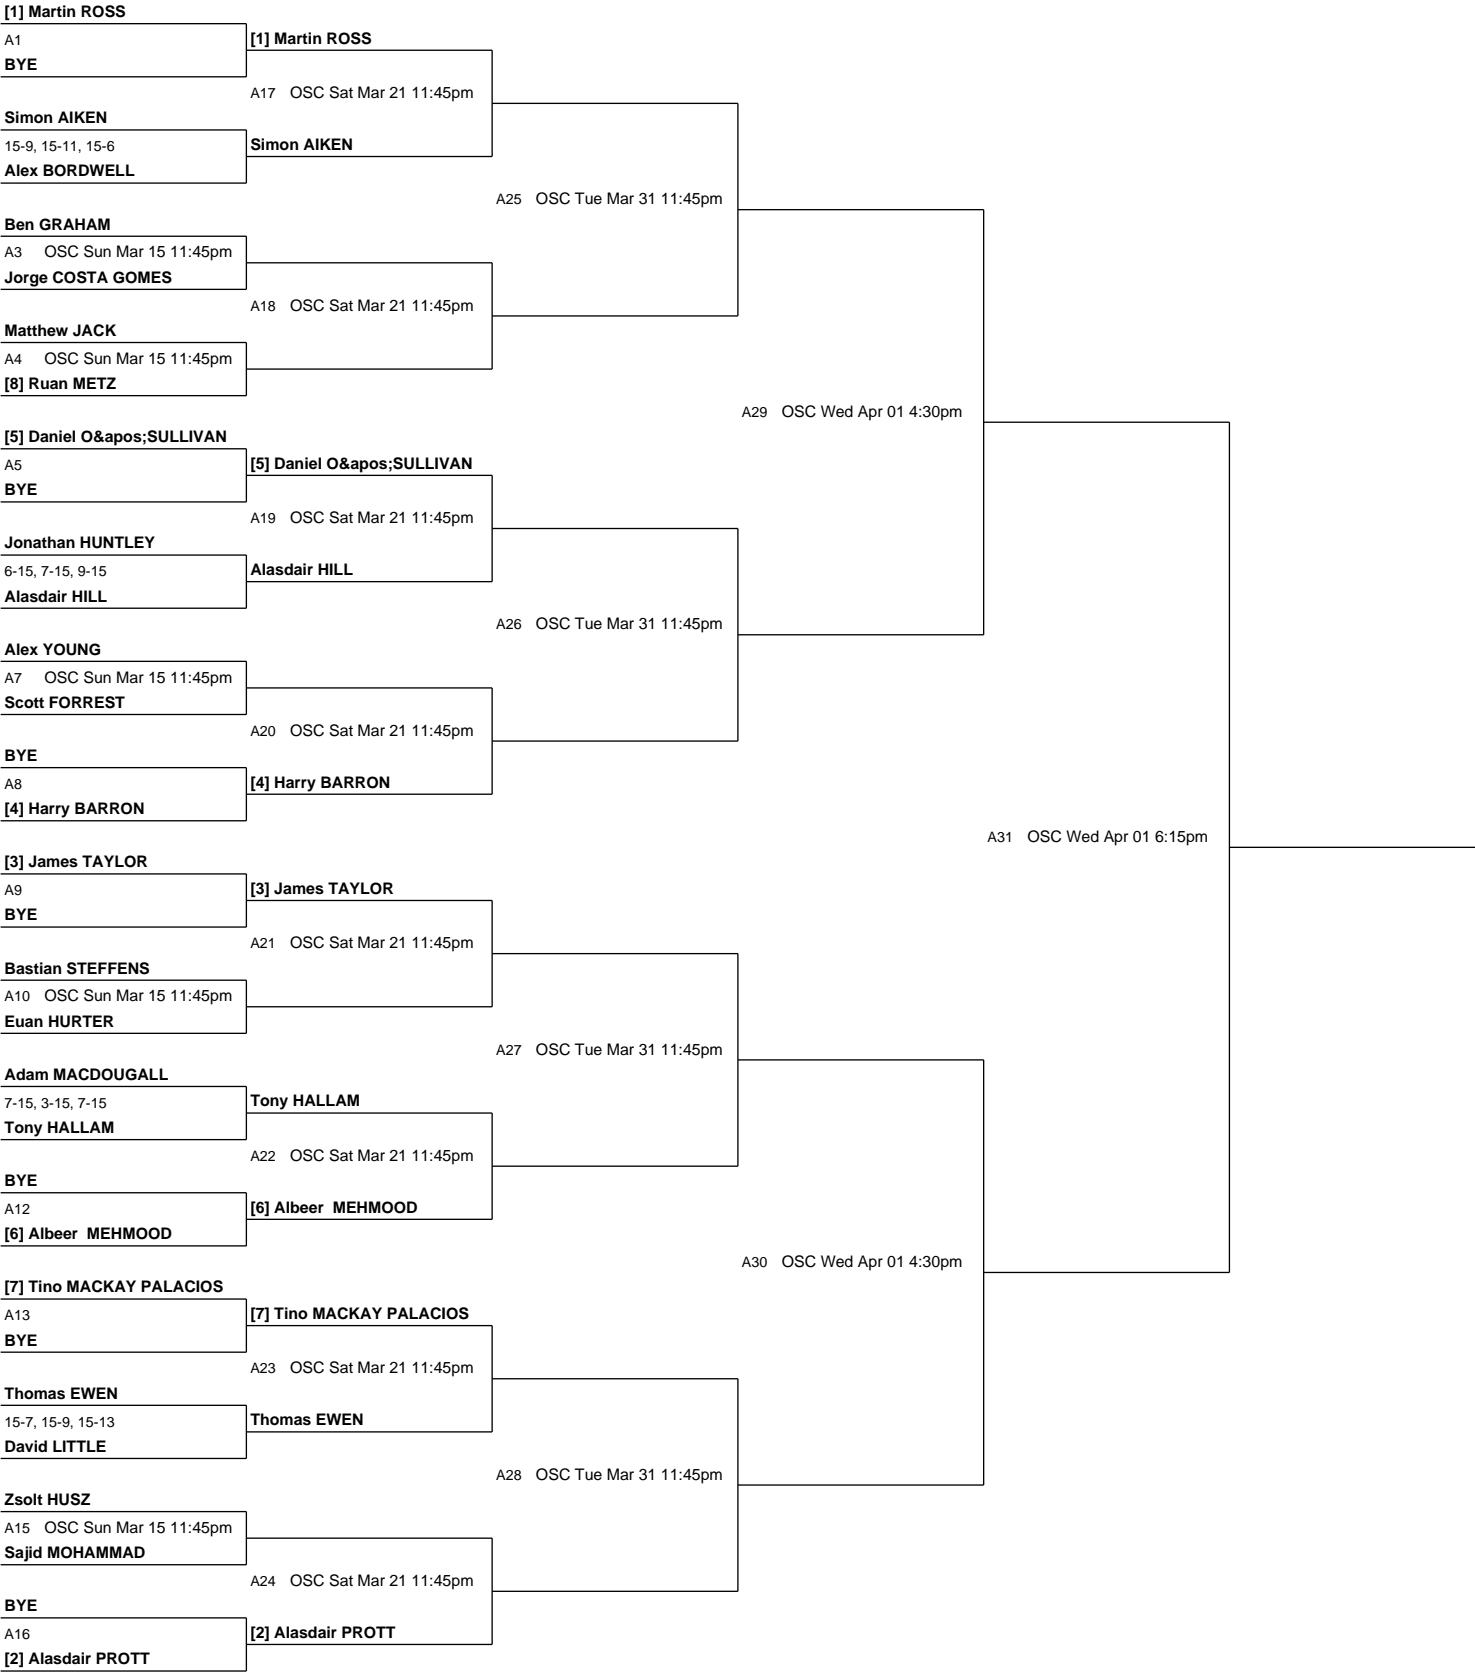 [1] Martin ROSS
A1
[1] Martin ROSS
BYE
A17 OSC Sat Mar 21 11:45pm
Simon AIKEN
15-9, 15-11, 15-6
Simon AIKEN
Alex BORDWELL
A25 OSC Tue Mar 31 11:45pm
Ben GRAHAM
A3 OSC Sun Mar 15 11:45pm
Jorge COSTA GOMES
A18 OSC Sat Mar 21 11:45pm
Matthew JACK
A4 OSC Sun Mar 15 11:45pm
[8] Ruan METZ
A29 OSC Wed Apr 01 4:30pm
[5] Daniel O&apos;SULLIVAN
A5
[5] Daniel O&apos;SULLIVAN
BYE
A19 OSC Sat Mar 21 11:45pm
Jonathan HUNTLEY
6-15, 7-15, 9-15
Alasdair HILL
Alasdair HILL
A26 OSC Tue Mar 31 11:45pm
Alex YOUNG
A7 OSC Sun Mar 15 11:45pm
Scott FORREST
A20 OSC Sat Mar 21 11:45pm
BYE
A8
[4] Harry BARRON
[4] Harry BARRON
A31 OSC Wed Apr 01 6:15pm
[3] James TAYLOR
A9
[3] James TAYLOR
BYE
A21 OSC Sat Mar 21 11:45pm
Bastian STEFFENS
A10 OSC Sun Mar 15 11:45pm
Euan HURTER
A27 OSC Tue Mar 31 11:45pm
Adam MACDOUGALL
7-15, 3-15, 7-15
Tony HALLAM
Tony HALLAM
A22 OSC Sat Mar 21 11:45pm
BYE
A12
[6] Albeer  MEHMOOD
[6] Albeer  MEHMOOD
A30 OSC Wed Apr 01 4:30pm
[7] Tino MACKAY PALACIOS
A13
[7] Tino MACKAY PALACIOS
BYE
A23 OSC Sat Mar 21 11:45pm
Thomas EWEN
15-7, 15-9, 15-13
Thomas EWEN
David LITTLE
A28 OSC Tue Mar 31 11:45pm
Zsolt HUSZ
A15 OSC Sun Mar 15 11:45pm
Sajid MOHAMMAD
A24 OSC Sat Mar 21 11:45pm
BYE
A16
[2] Alasdair PROTT
[2] Alasdair PROTT